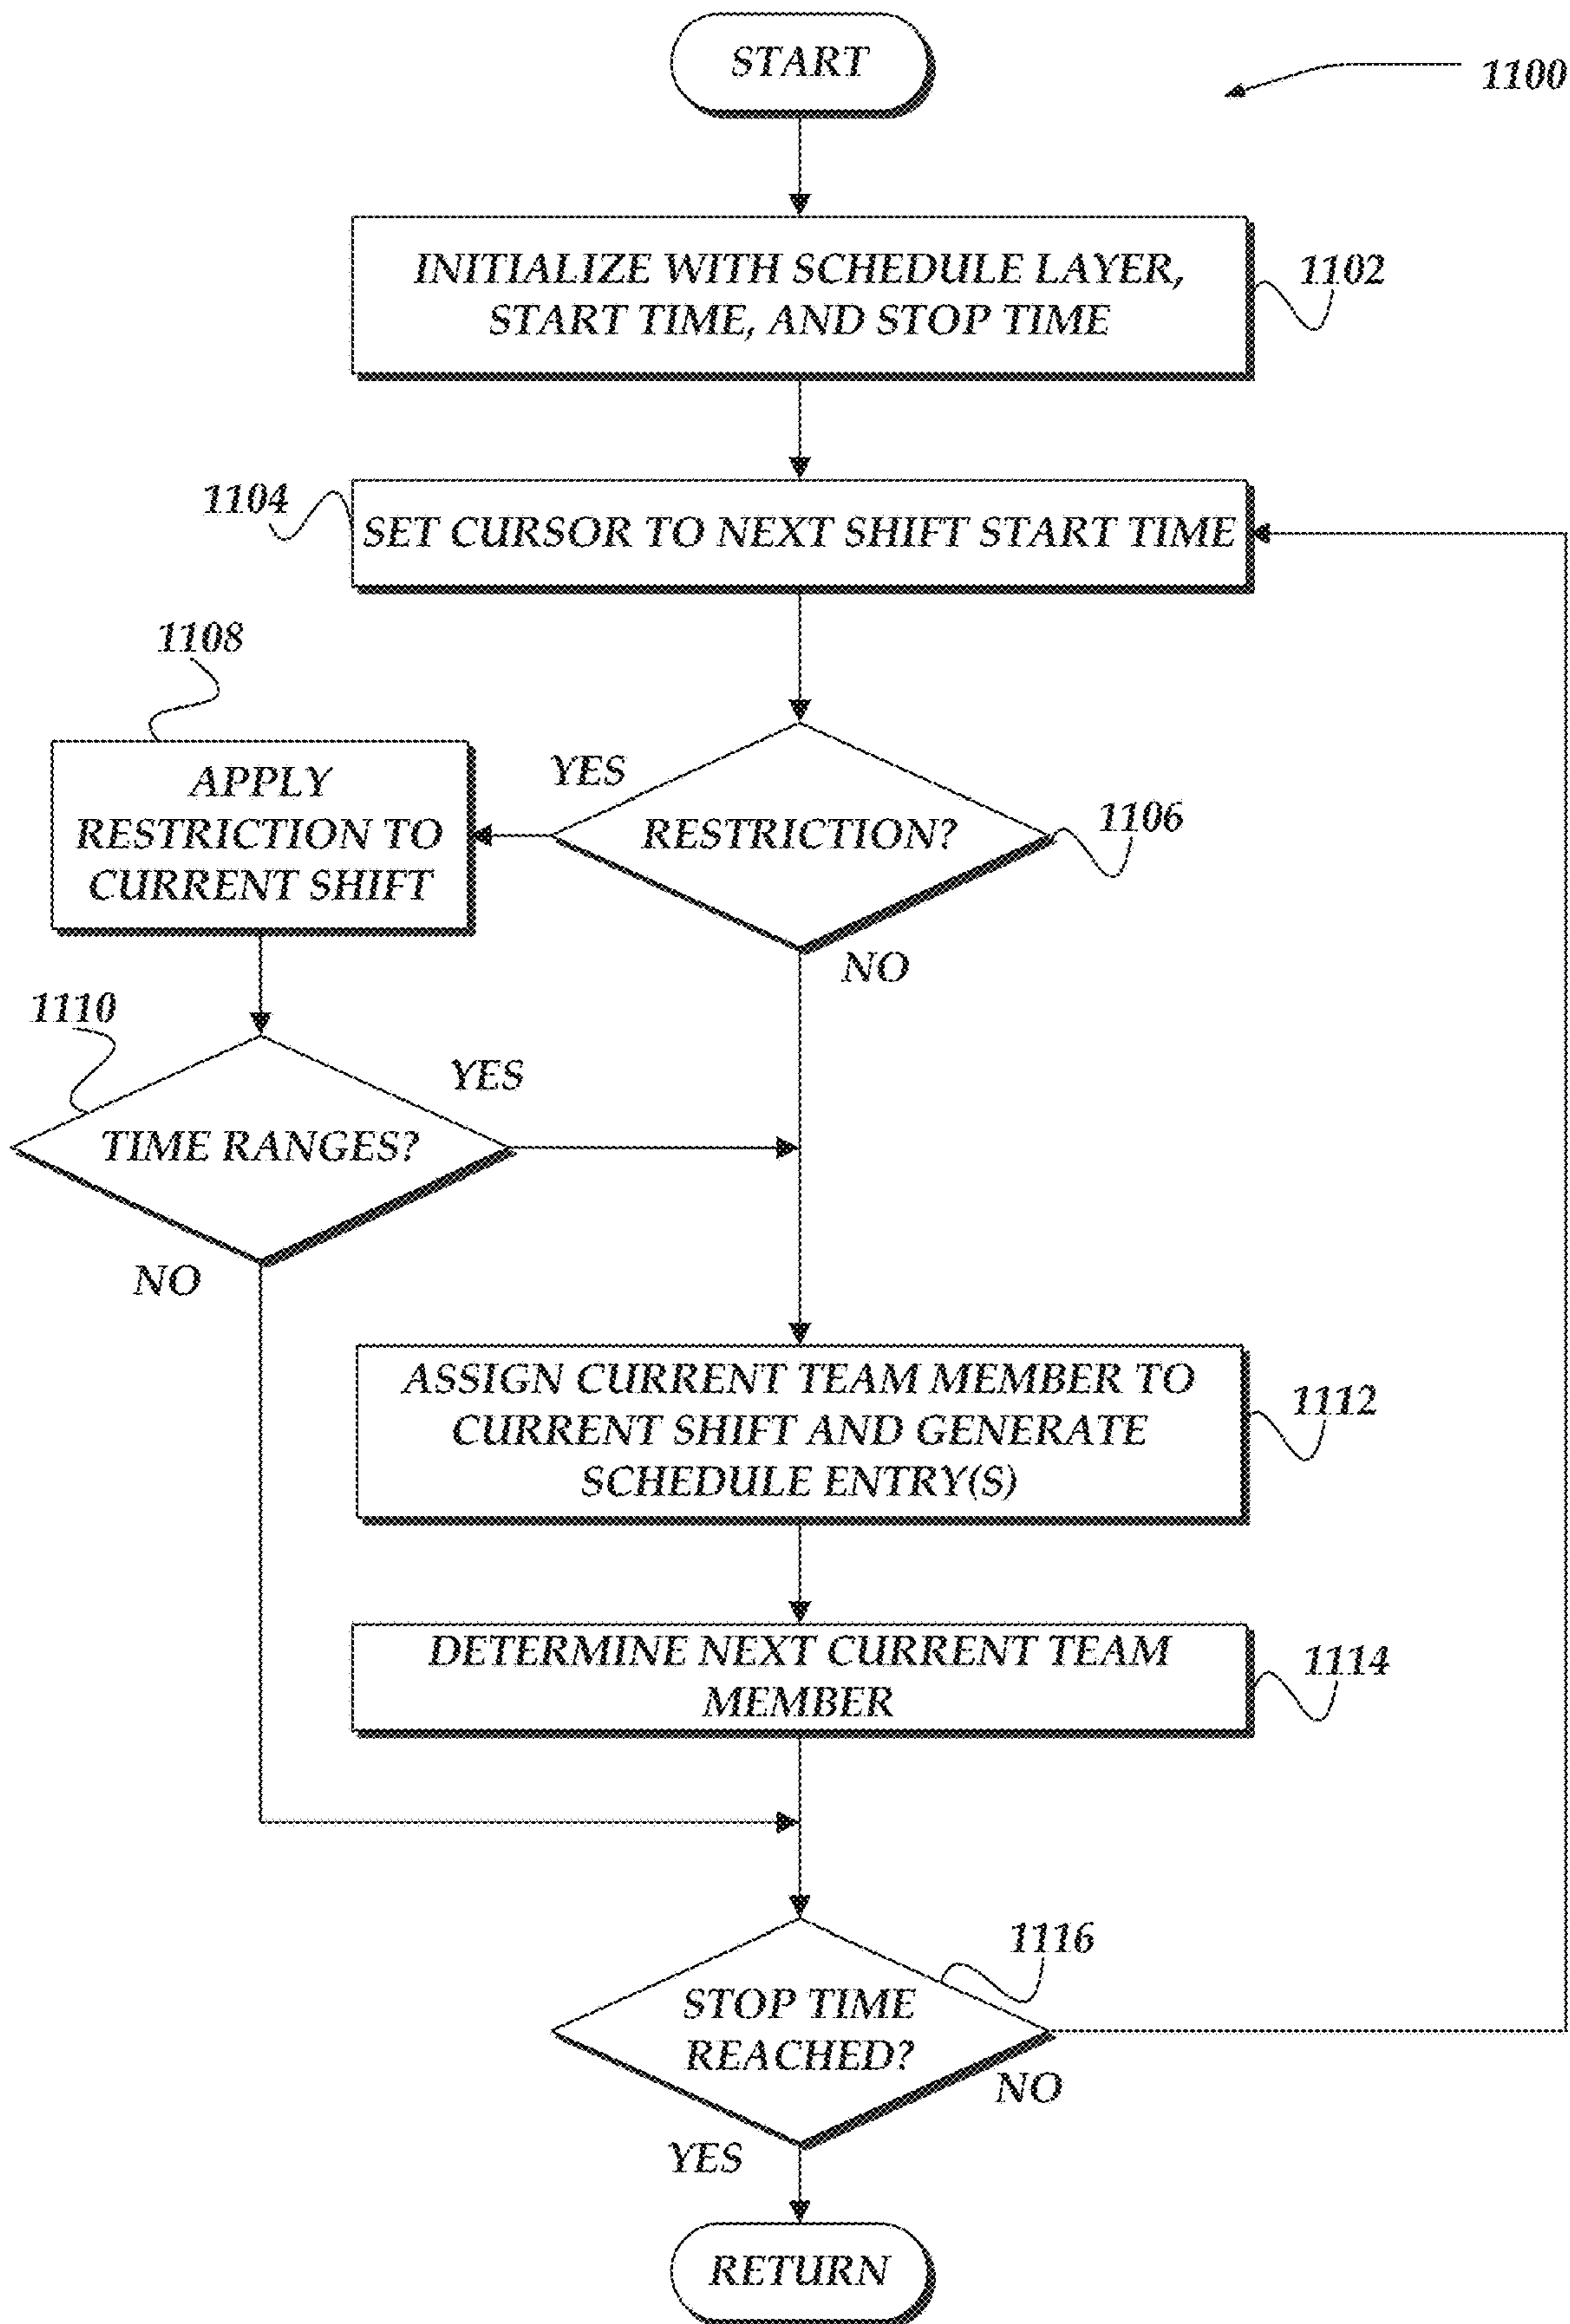 START
1100
INITIALIZE WITH SCHEDULE LAYER,
START TIME, AND STOP TIME
1102
1104
SET CURSOR TO NEXT SHIFT START TIME
1108
APPLY
RESTRICTION TO
CURRENT SHIFT
YES
RESTRICTION?
1106
NO
1110
YES
TIME RANGES?
NO
ASSIGN CURRENT TEAM MEMBER TO
CURRENT SHIFT AND GENERATE
SCHEDULE ENTRY(S)
1112
DETERMINE NEXT CURRENT TEAM
MEMBER
1114
1116
STOP TIME
REACHED?
NO
YES
RETURN